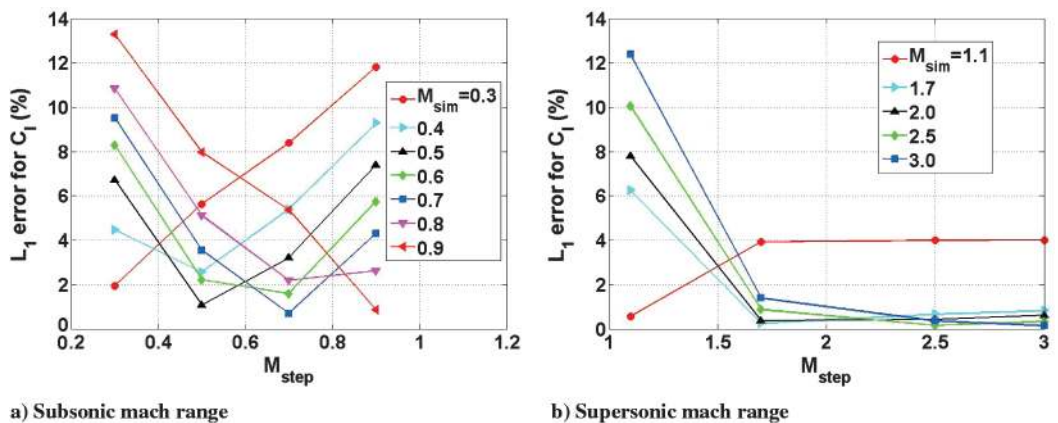 14
12
10
8
6
4
2
0
L1 error for Cl (%)
0.2 0.4 0.6 0.8 1 1.2
Mstep
Msim=0.3
0.4
0.5
0.6
0.7
0.8
0.9
a) Subsonic mach range
14
12
10
8
6
4
2
0
L1 error for Cl (%)
1 1.5 2 2.5 3
Mstep
Msim=1.1
1.7
2.0
2.5
3.0
b) Supersonic mach range